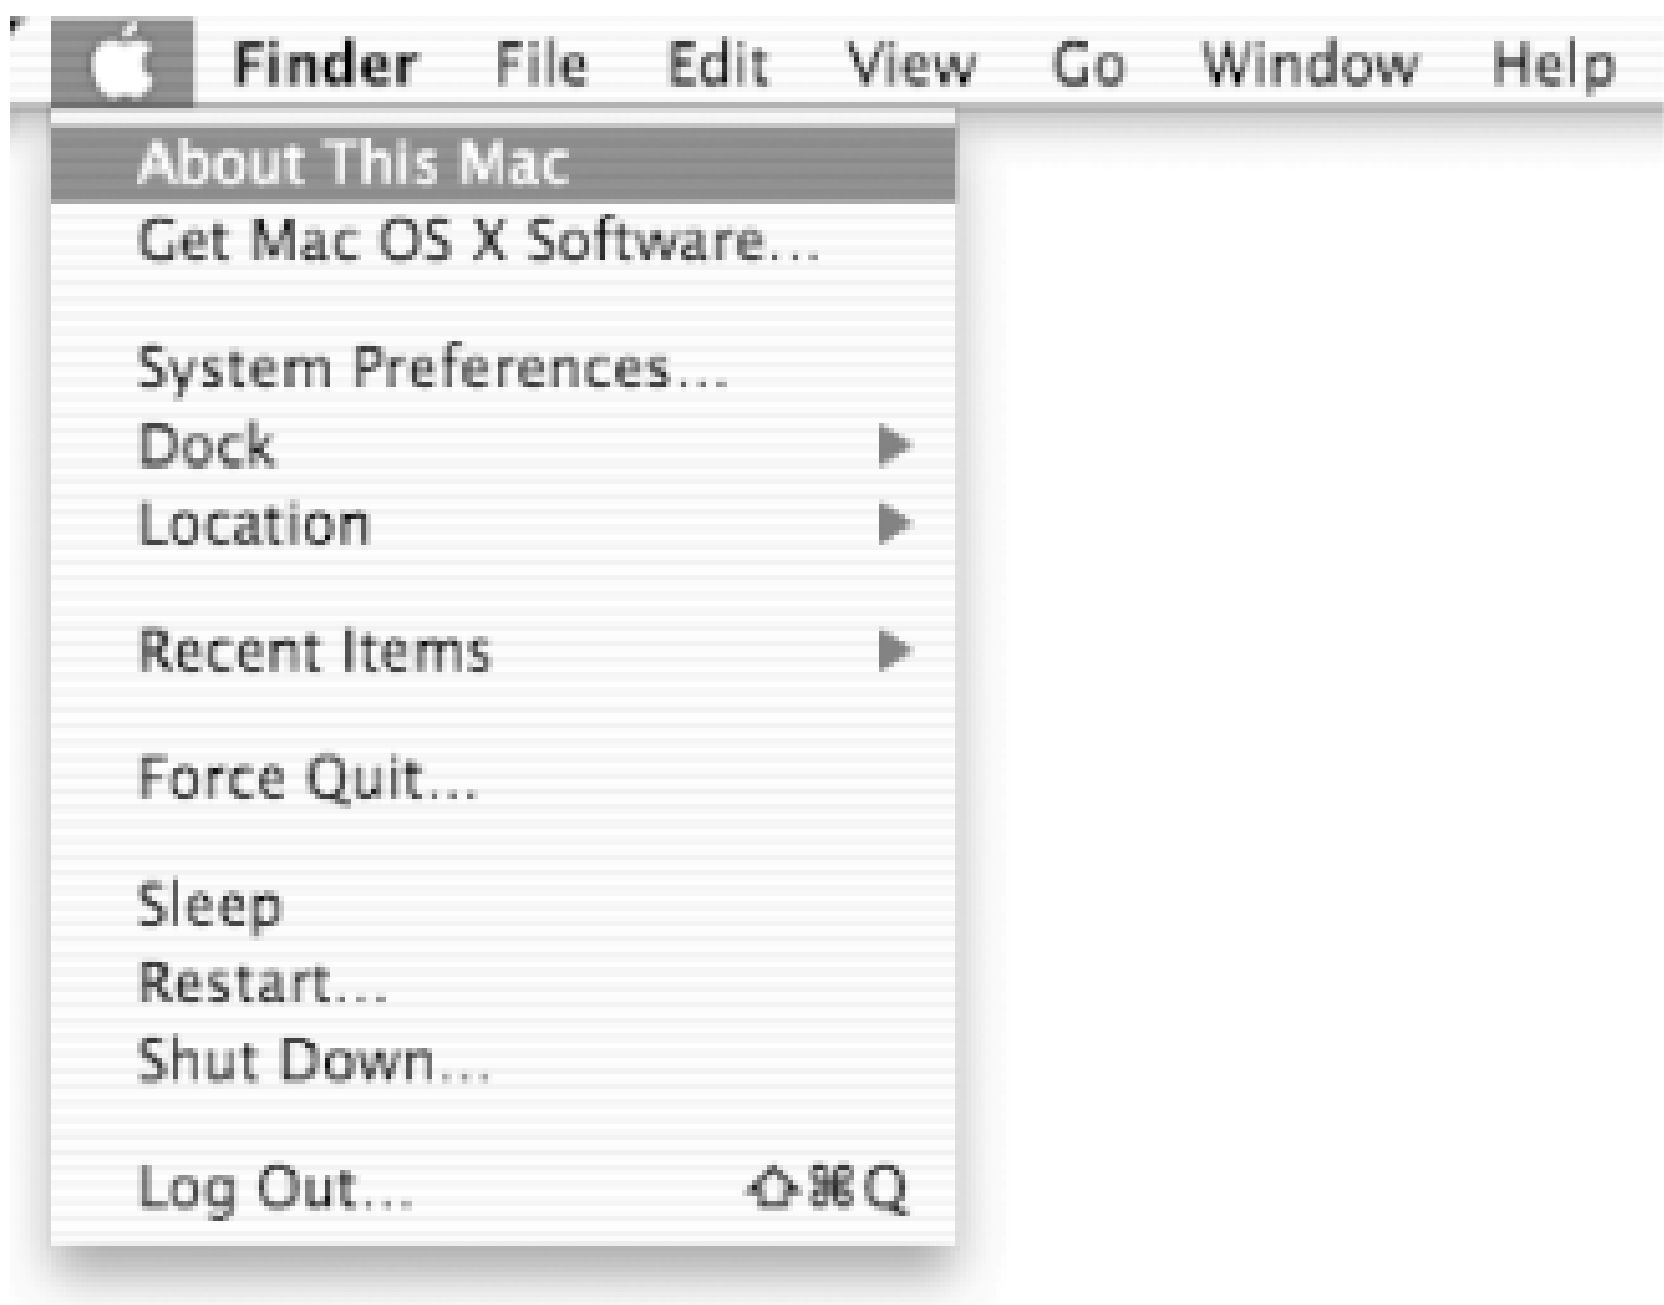 Finder File Edit View Go Window Help
About This Mac
Get Mac OS X Software...
System Preferences...
Dock
Location
Recent Items
Force Quit...
Sleep
Restart...
Shut Down...
Log Out... ⇧⌘Q